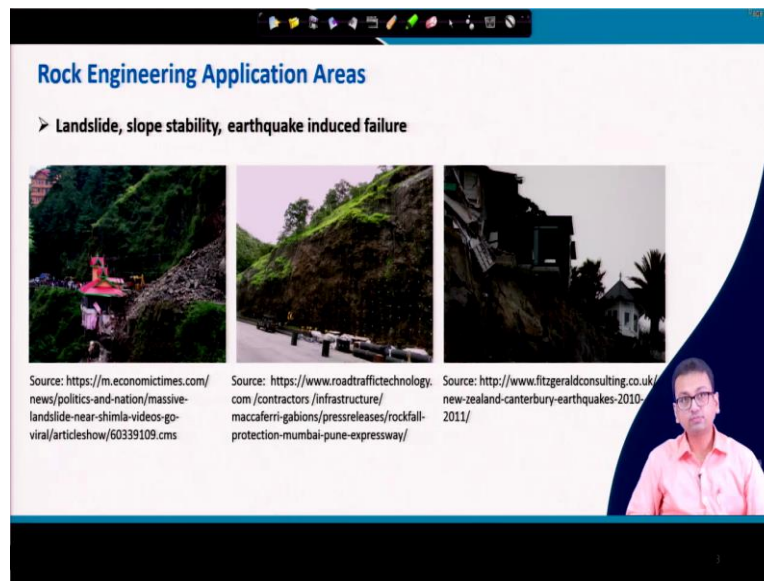 Rock Engineering Application Areas
➢ Landslide, slope stability, earthquake induced failure
Source: https://m.economictimes.com/
news/politics-and-nation/massive-
landslide-near-shimla-videos-go-
viral/articleshow/60339109.cms
Source: https://www.roadtraffictechnology.
com /contractors /infrastructure/
maccaferri-gabions/pressreleases/rockfall-
protection-mumbai-pune-expressway/
Source: http://www.fitzgeraldconsulting.co.uk/
new-zealand-canterbury-earthquakes-2010-
2011/
3